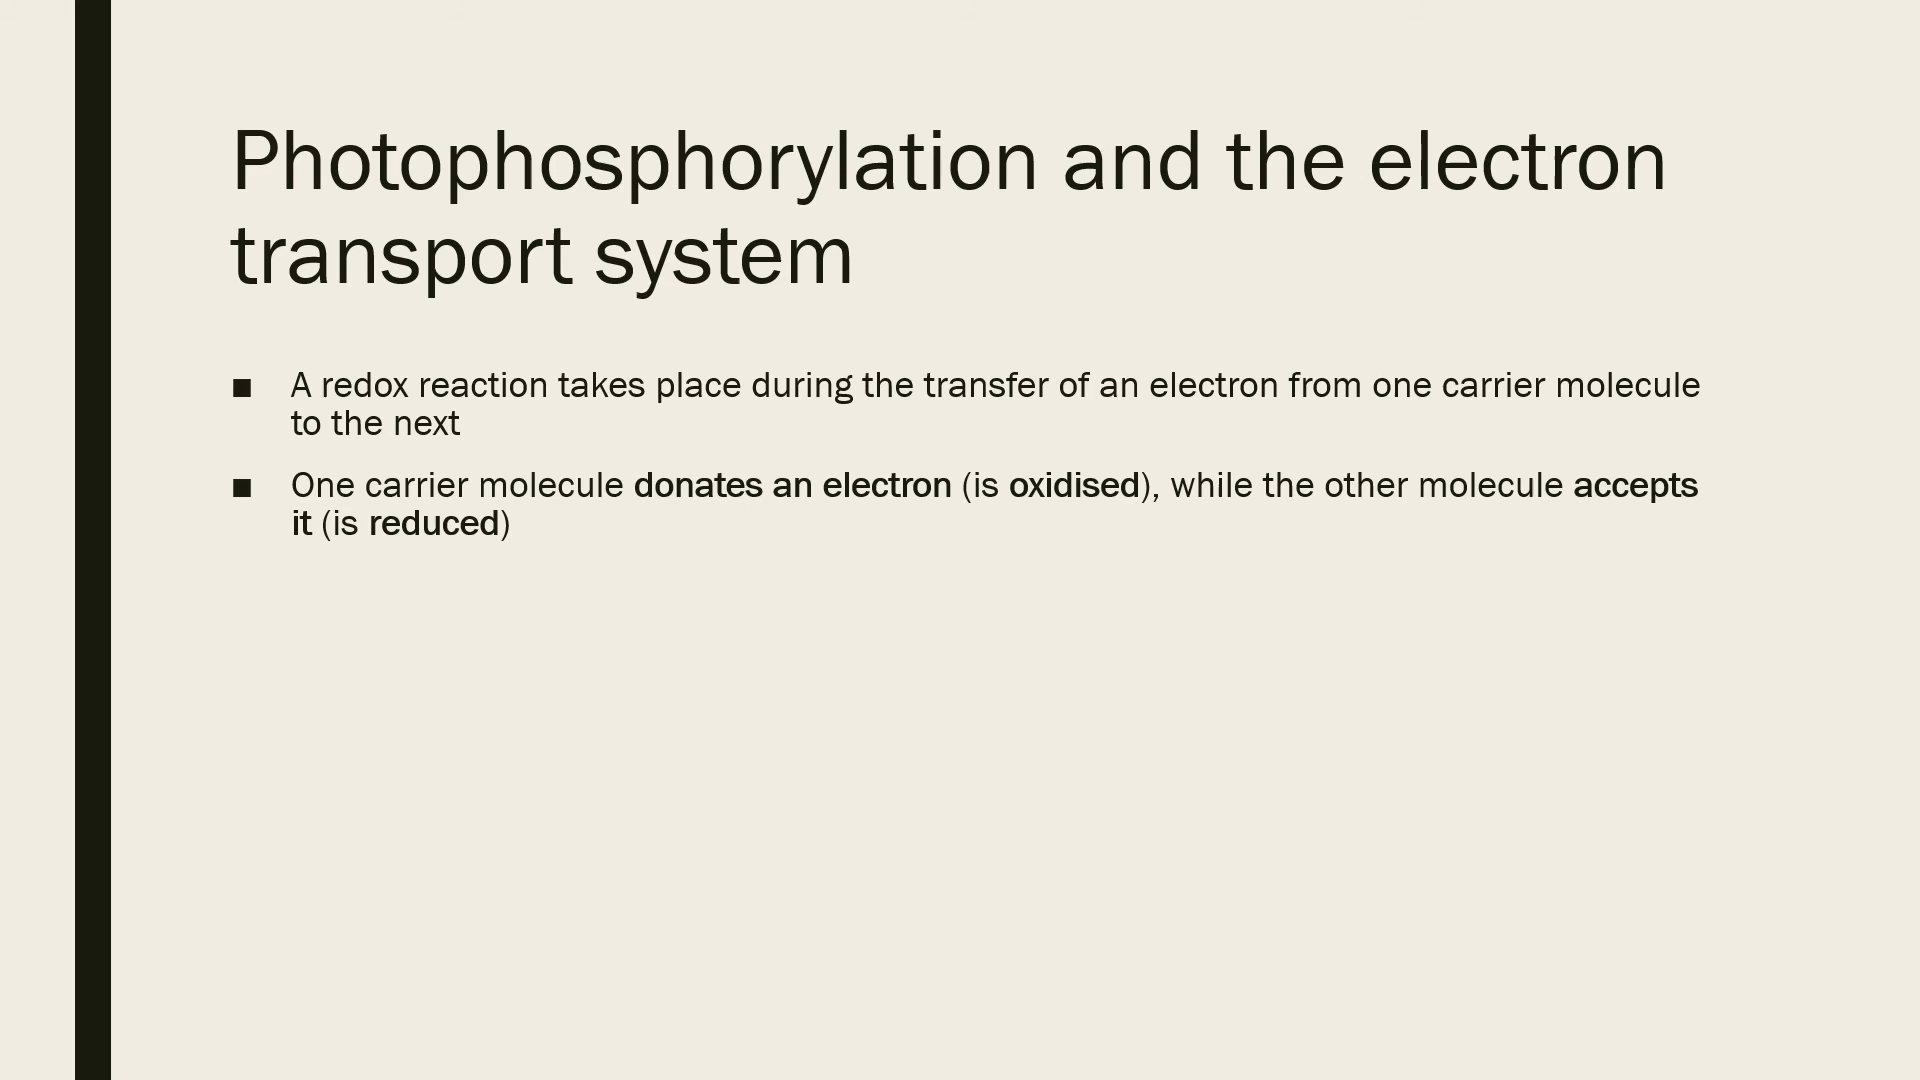 Photophosphorylation and the electron
transport system
■ A redox reaction takes place during the transfer of an electron from one carrier molecule
to the next
■ One carrier molecule donates an electron (is oxidised), while the other molecule accepts
it (is reduced)